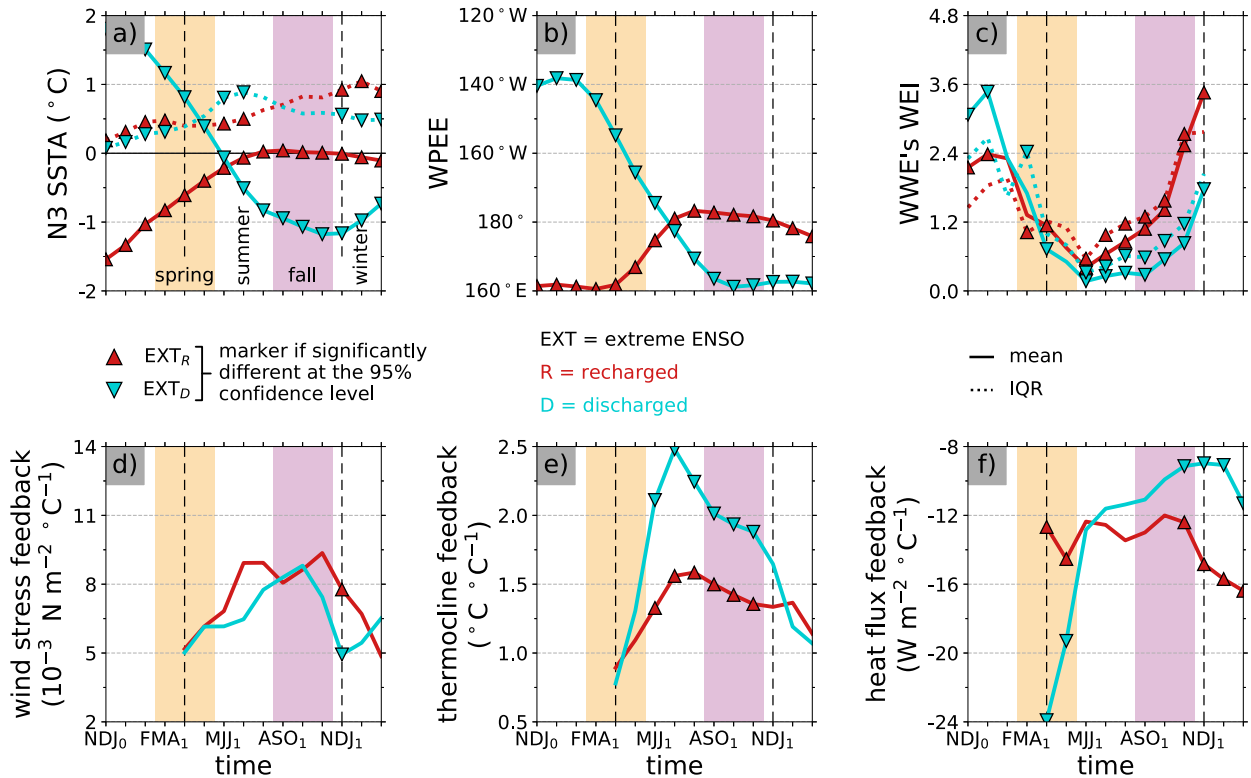 a)
N3 SSTA (°C)
2
1
0
-1
-2
spring
summer
fall
winter
b)
WPEE
120°W
140°W
160°W
180°
160°E
c)
WWE's WEI
4.8
3.6
2.4
1.2
0.0
EXT_R
EXT_D
marker if significantly
different at the 95%
confidence level
EXT = extreme ENSO
R = recharged
D = discharged
mean
IQR
d)
wind stress feedback
(10⁻³ N m⁻² °C⁻¹)
14
11
8
5
2
NDJ₀ FMA₁ MJJ₁ ASO₁ NDJ₁
time
e)
thermocline feedback
(°C °C⁻¹)
2.5
2.0
1.5
1.0
0.5
NDJ₀ FMA₁ MJJ₁ ASO₁ NDJ₁
time
f)
heat flux feedback
(W m⁻² °C⁻¹)
-8
-12
-16
-20
-24
NDJ₀ FMA₁ MJJ₁ ASO₁ NDJ₁
time